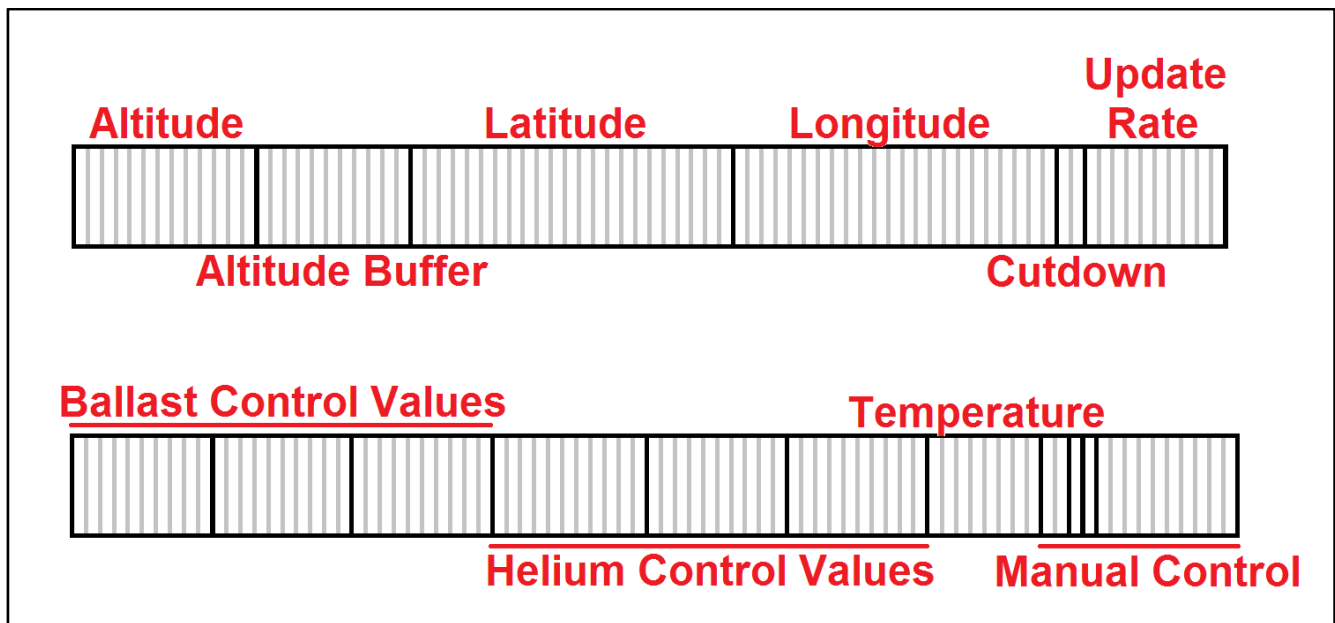 Update
Altitude Latitude Longitude Rate
Altitude Buffer Cutdown
Ballast Control Values
Temperature
Helium Control Values Manual Control